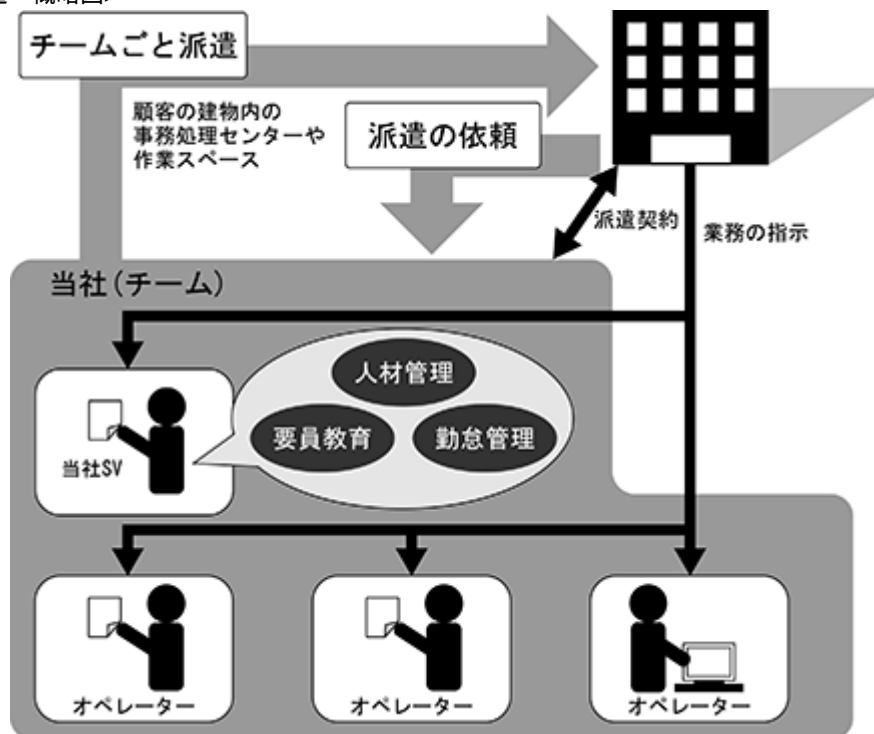 チームごと派遣
顧客の建物内の
事務処理センターや
作業スペース
派遣の依頼
派遣契約
業務の指示
当社(チーム)
人材管理
要員教育
勤怠管理
当社SV
オペレーター
オペレーター
オペレーター